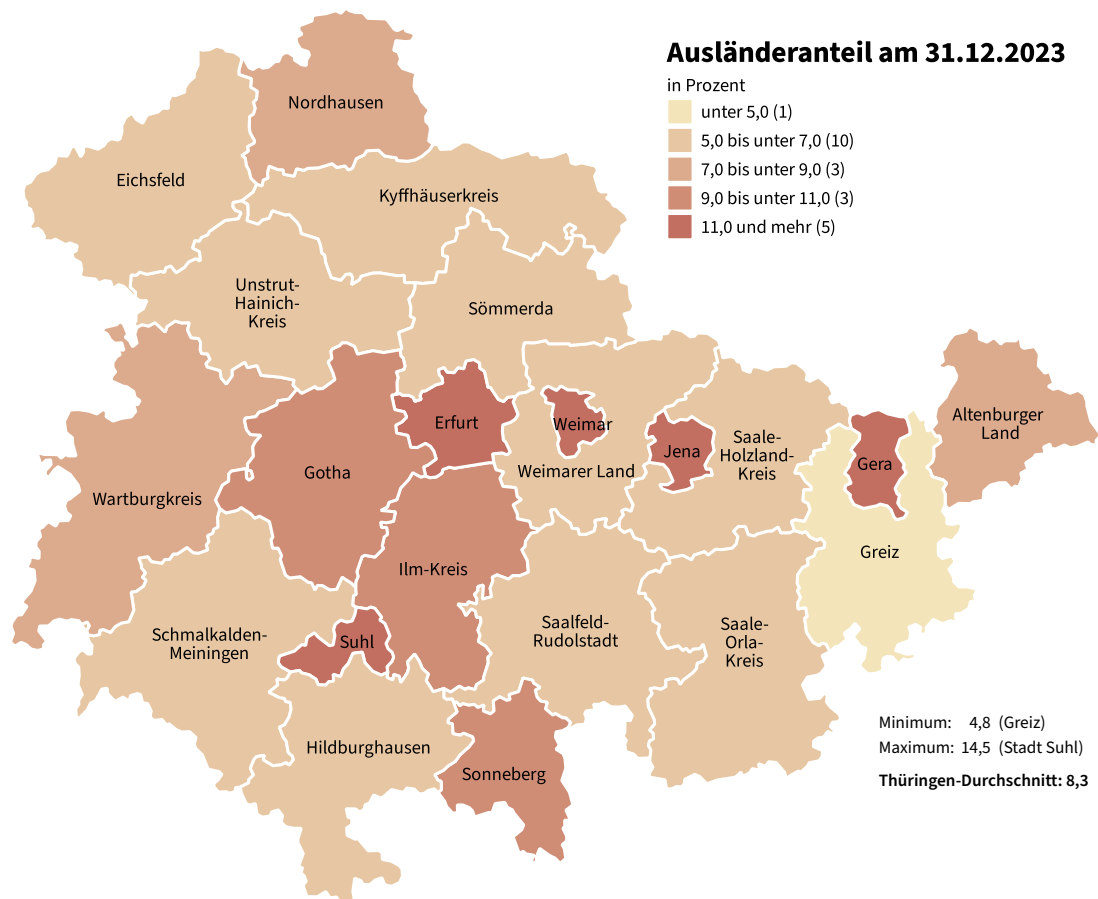 Ausländeranteil am 31.12.2023
in Prozent
unter 5,0 (1)
5,0 bis unter 7,0 (10)
7,0 bis unter 9,0 (3)
9,0 bis unter 11,0 (3)
11,0 und mehr (5)
Nordhausen
Eichsfeld
Kyffhäuserkreis
Unstrut-
Hainich-
Kreis
Sömmerda
Altenburger
Land
Erfurt
Weimar
Jena
Saale-
Holzland-
Kreis
Gera
Gotha
Weimarer Land
Wartburgkreis
Greiz
Ilm-Kreis
Schmalkalden-
Meiningen
Suhl
Saalfeld-
Rudolstadt
Saale-
Orla-
Kreis
Hildburghausen
Sonneberg
Minimum: 4,8 (Greiz)
Maximum: 14,5 (Stadt Suhl)
Thüringen-Durchschnitt: 8,3